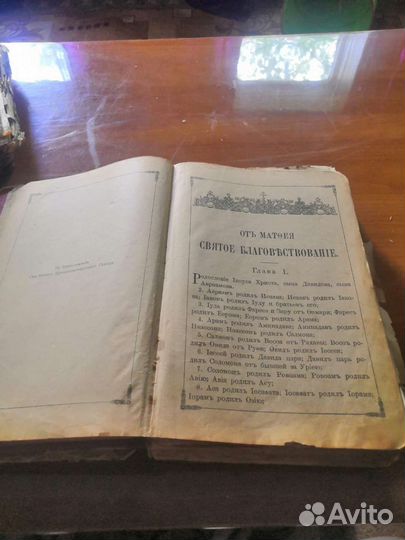 По благословенію
Святѣйшаго Правительствующаго Синода
ОТЪ МАТѲЕЯ
СВЯТОЕ БЛАГОВѢСТВОВАНІЕ.
Глава 1.
Родословіе Іисуса Христа, сына Давидова, сына
Авраамова.
2. Авраамъ родилъ Исаака; Исаакъ родилъ Іако-
ва; Іаковъ родилъ Іуду и братьевъ его;
3. Іуда родилъ Фареса и Зару отъ Ѳамари; Фаресъ
родилъ Есрома; Есромъ родилъ Арама;
4. Арамъ родилъ Аминадава; Аминадавъ родилъ
Наассона; Наассонъ родилъ Салмона;
5. Салмонъ родилъ Вооза отъ Рахавы; Воозъ ро-
дилъ Овида отъ Руѳи; Овидъ родилъ Іессея;
6. Іессей родилъ Давида царя; Давидъ царь ро-
дилъ Соломона отъ бывшей за Уріею;
7. Соломонъ родилъ Ровоама; Ровоамъ родилъ
Авію; Авія родилъ Асу;
8. Аса родилъ Іосафата; Іосафатъ родилъ Іорама;
Іорамъ родилъ Озію;
Avito